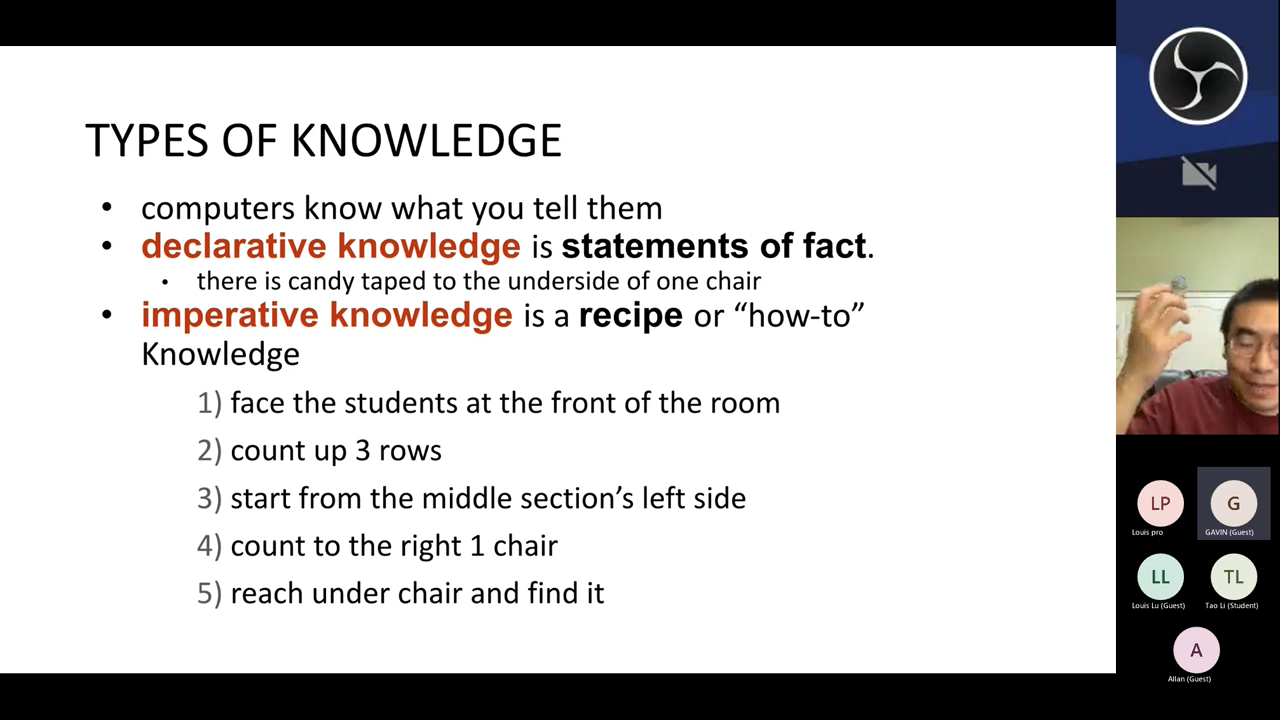 TYPES OF KNOWLEDGE
• computers know what you tell them
• declarative knowledge is statements of fact.
• there is candy taped to the underside of one chair
• imperative knowledge is a recipe or “how-to”
Knowledge
1) face the students at the front of the room
2) count up 3 rows
3) start from the middle section’s left side
4) count to the right 1 chair
5) reach under chair and find it
LP
Louis pro
G
GAVIN (Guest)
LL
Louis Lu (Guest)
TL
Tao Li (Student)
A
Allan (Guest)